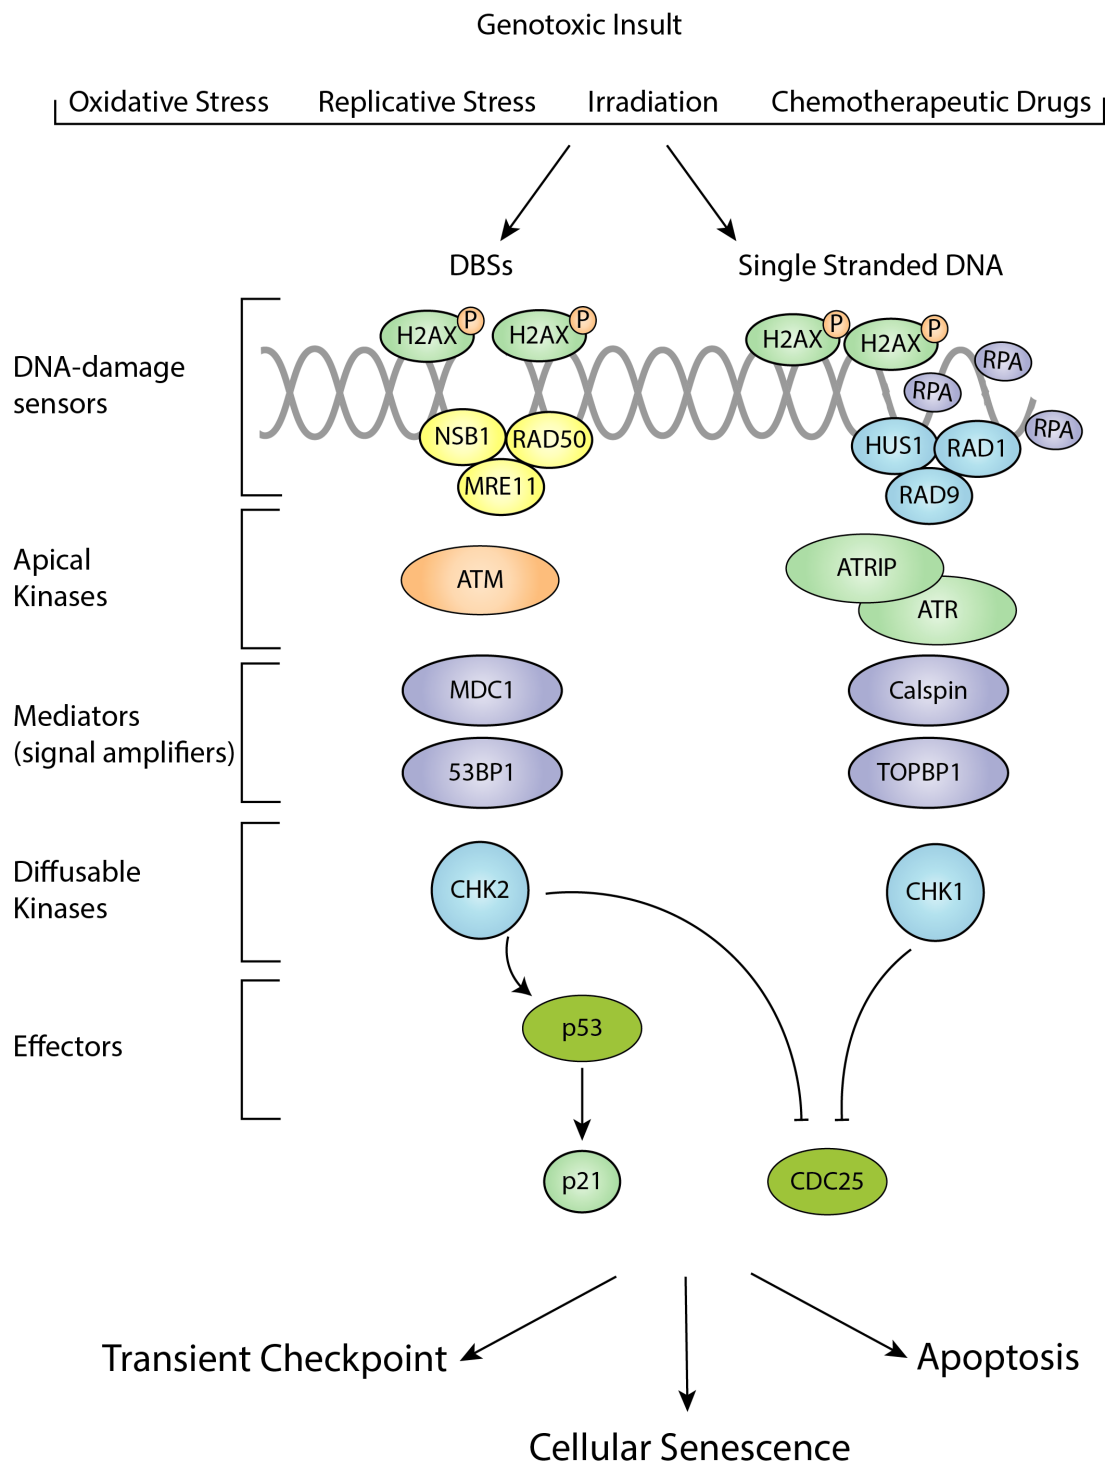 Genotoxic Insult
Oxidative Stress Replicative Stress Irradiation Chemotherapeutic Drugs
DBSs Single Stranded DNA
DNA-damage
sensors
H2AX P H2AX P H2AX P H2AX P
RPA
RPA
RPA
NSB1 RAD50
MRE11
HUS1 RAD1
RAD9
Apical
Kinases
ATM
ATRIP
ATR
Mediators
(signal amplifiers)
MDC1 Calspin
53BP1 TOPBP1
Diffusable
Kinases
CHK2 CHK1
Effectors
p53
p21 CDC25
Transient Checkpoint Apoptosis
Cellular Senescence